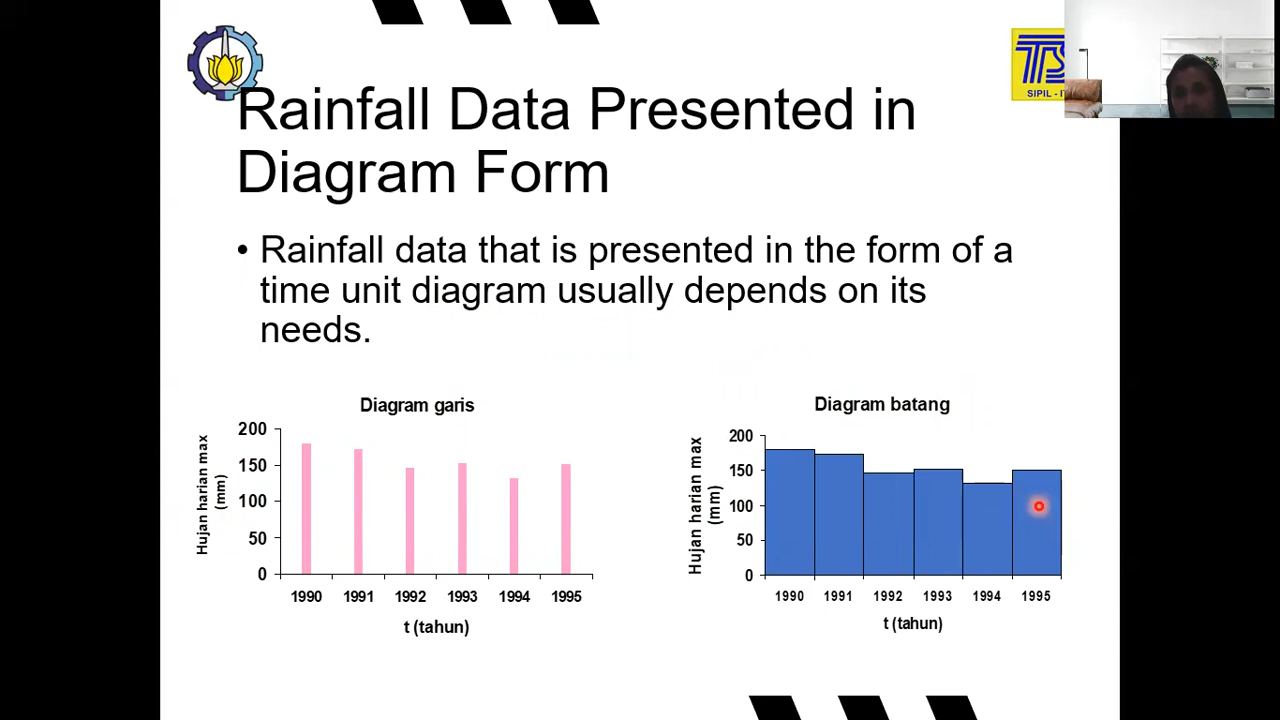 Rainfall Data Presented in
Diagram Form
SIPIL - IT
• Rainfall data that is presented in the form of a
time unit diagram usually depends on its
needs.
Diagram garis
Hujan harian max
(mm)
200
150
100
50
0
1990 1991 1992 1993 1994 1995
t (tahun)
Diagram batang
Hujan harian max
(mm)
200
150
100
50
0
1990 1991 1992 1993 1994 1995
t (tahun)